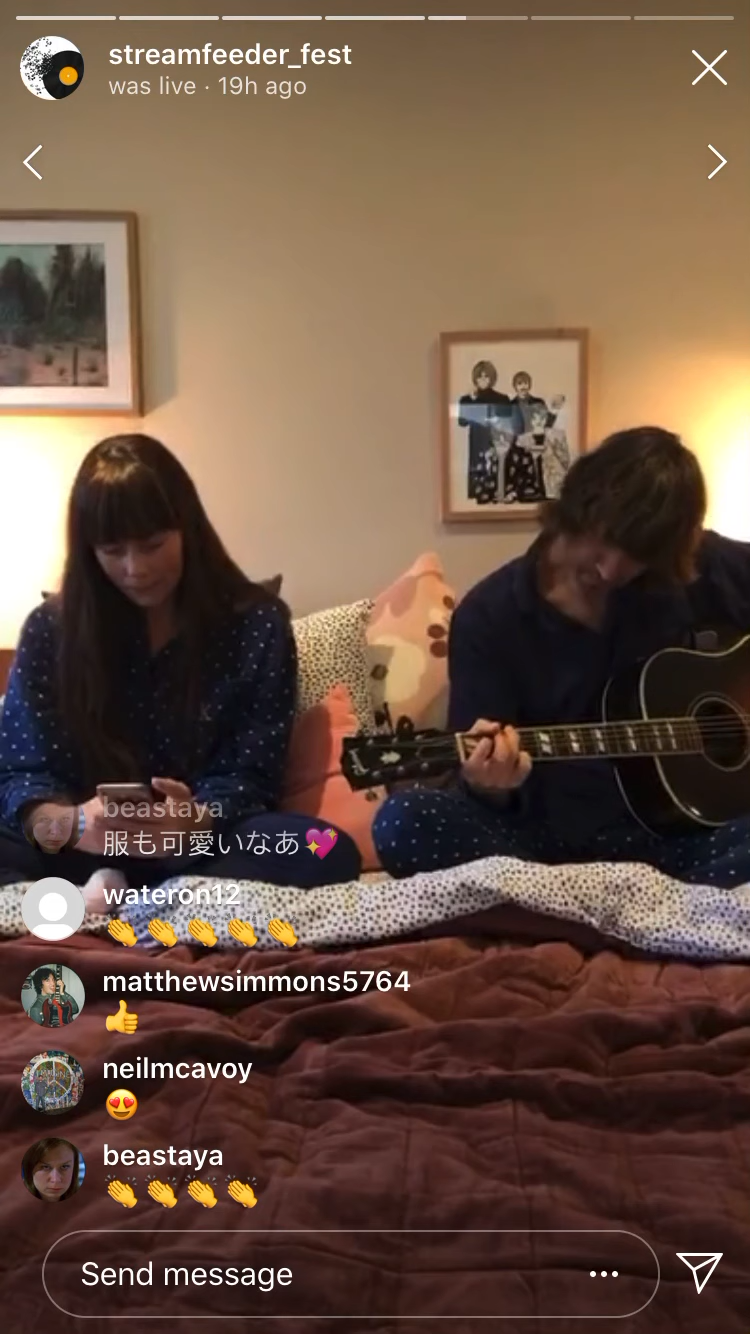 streamfeeder_fest
was live · 19h ago
beastaya
服も可愛いなあ💖
wateron12
👏👏👏👏👏
matthewsimmons5764
👍
neilmcavoy
😍
beastaya
👏👏👏👏
Send message